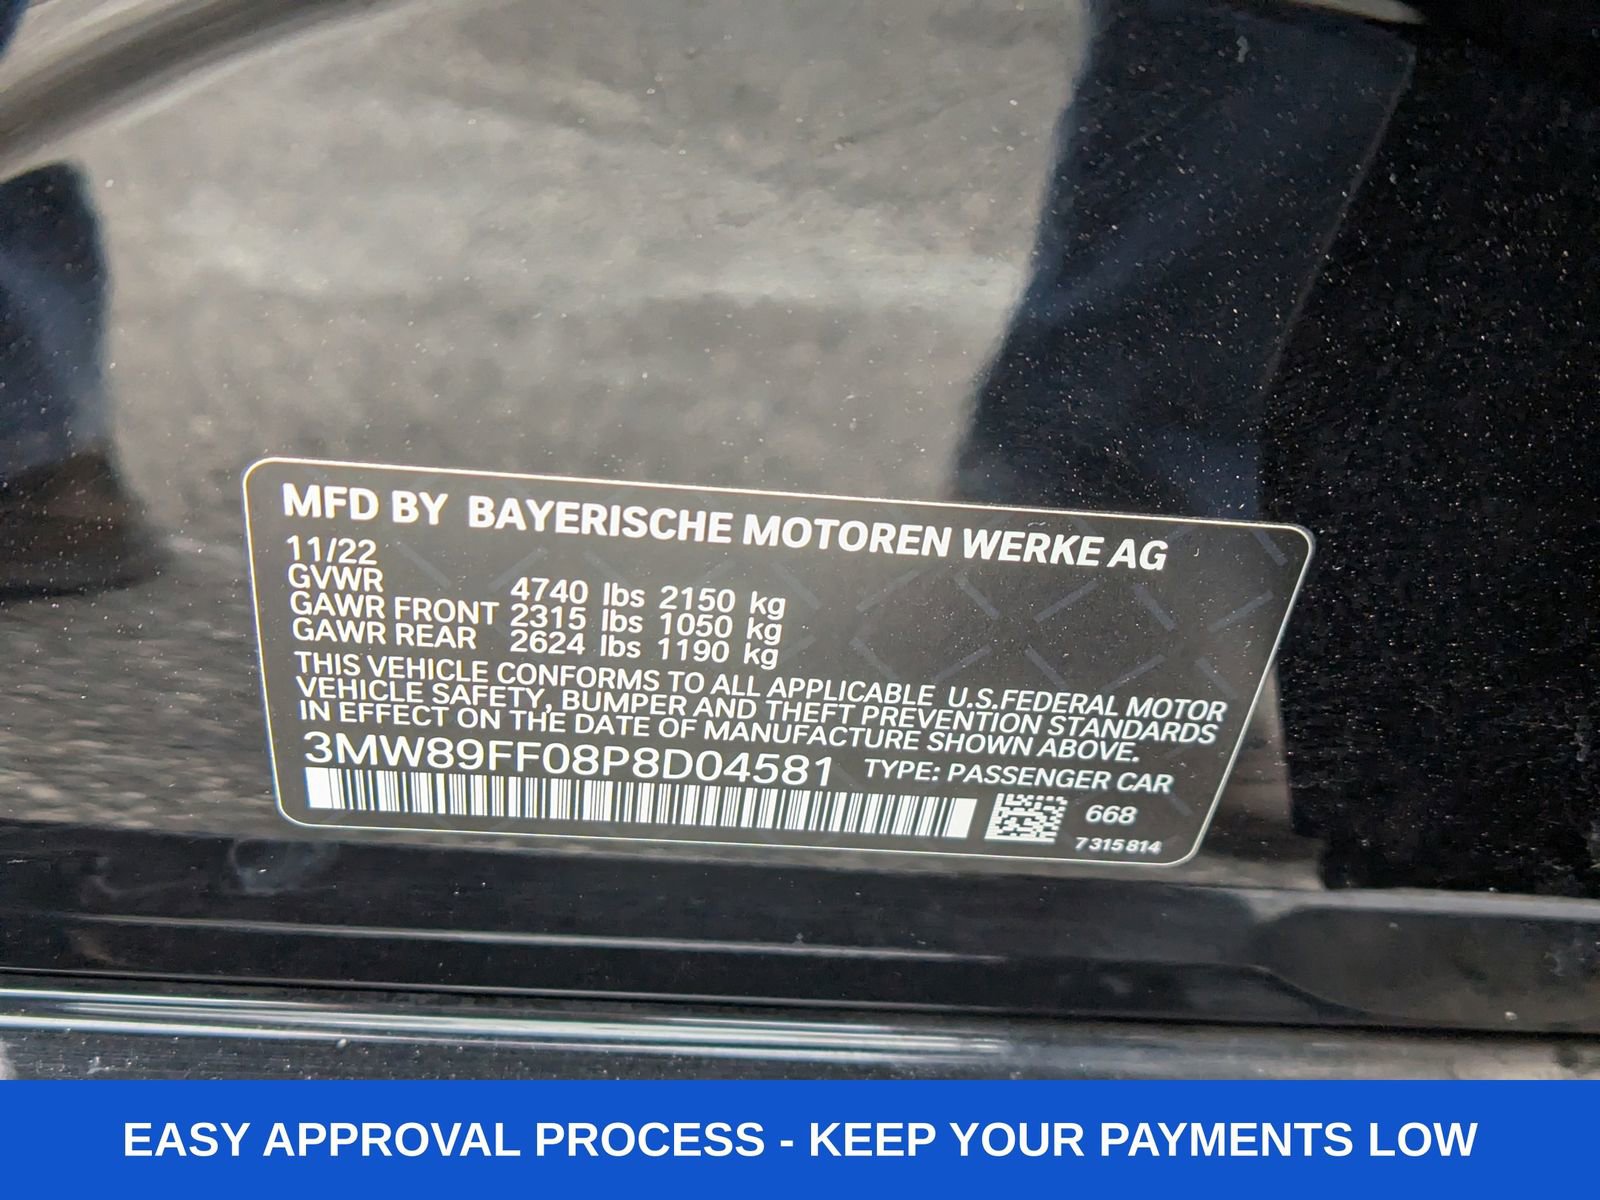 MFD BY BAYERISCHE MOTOREN WERKE AG
11/22
GVWR 4740 lbs 2150 kg
GAWR FRONT 2315 lbs 1050 kg
GAWR REAR 2624 lbs 1190 kg
THIS VEHICLE CONFORMS TO ALL APPLICABLE U.S.FEDERAL MOTOR
VEHICLE SAFETY, BUMPER AND THEFT PREVENTION STANDARDS
IN EFFECT ON THE DATE OF MANUFACTURE SHOWN ABOVE.
3MW89FF08P8D04581 TYPE: PASSENGER CAR
668
7 315 814
EASY APPROVAL PROCESS - KEEP YOUR PAYMENTS LOW